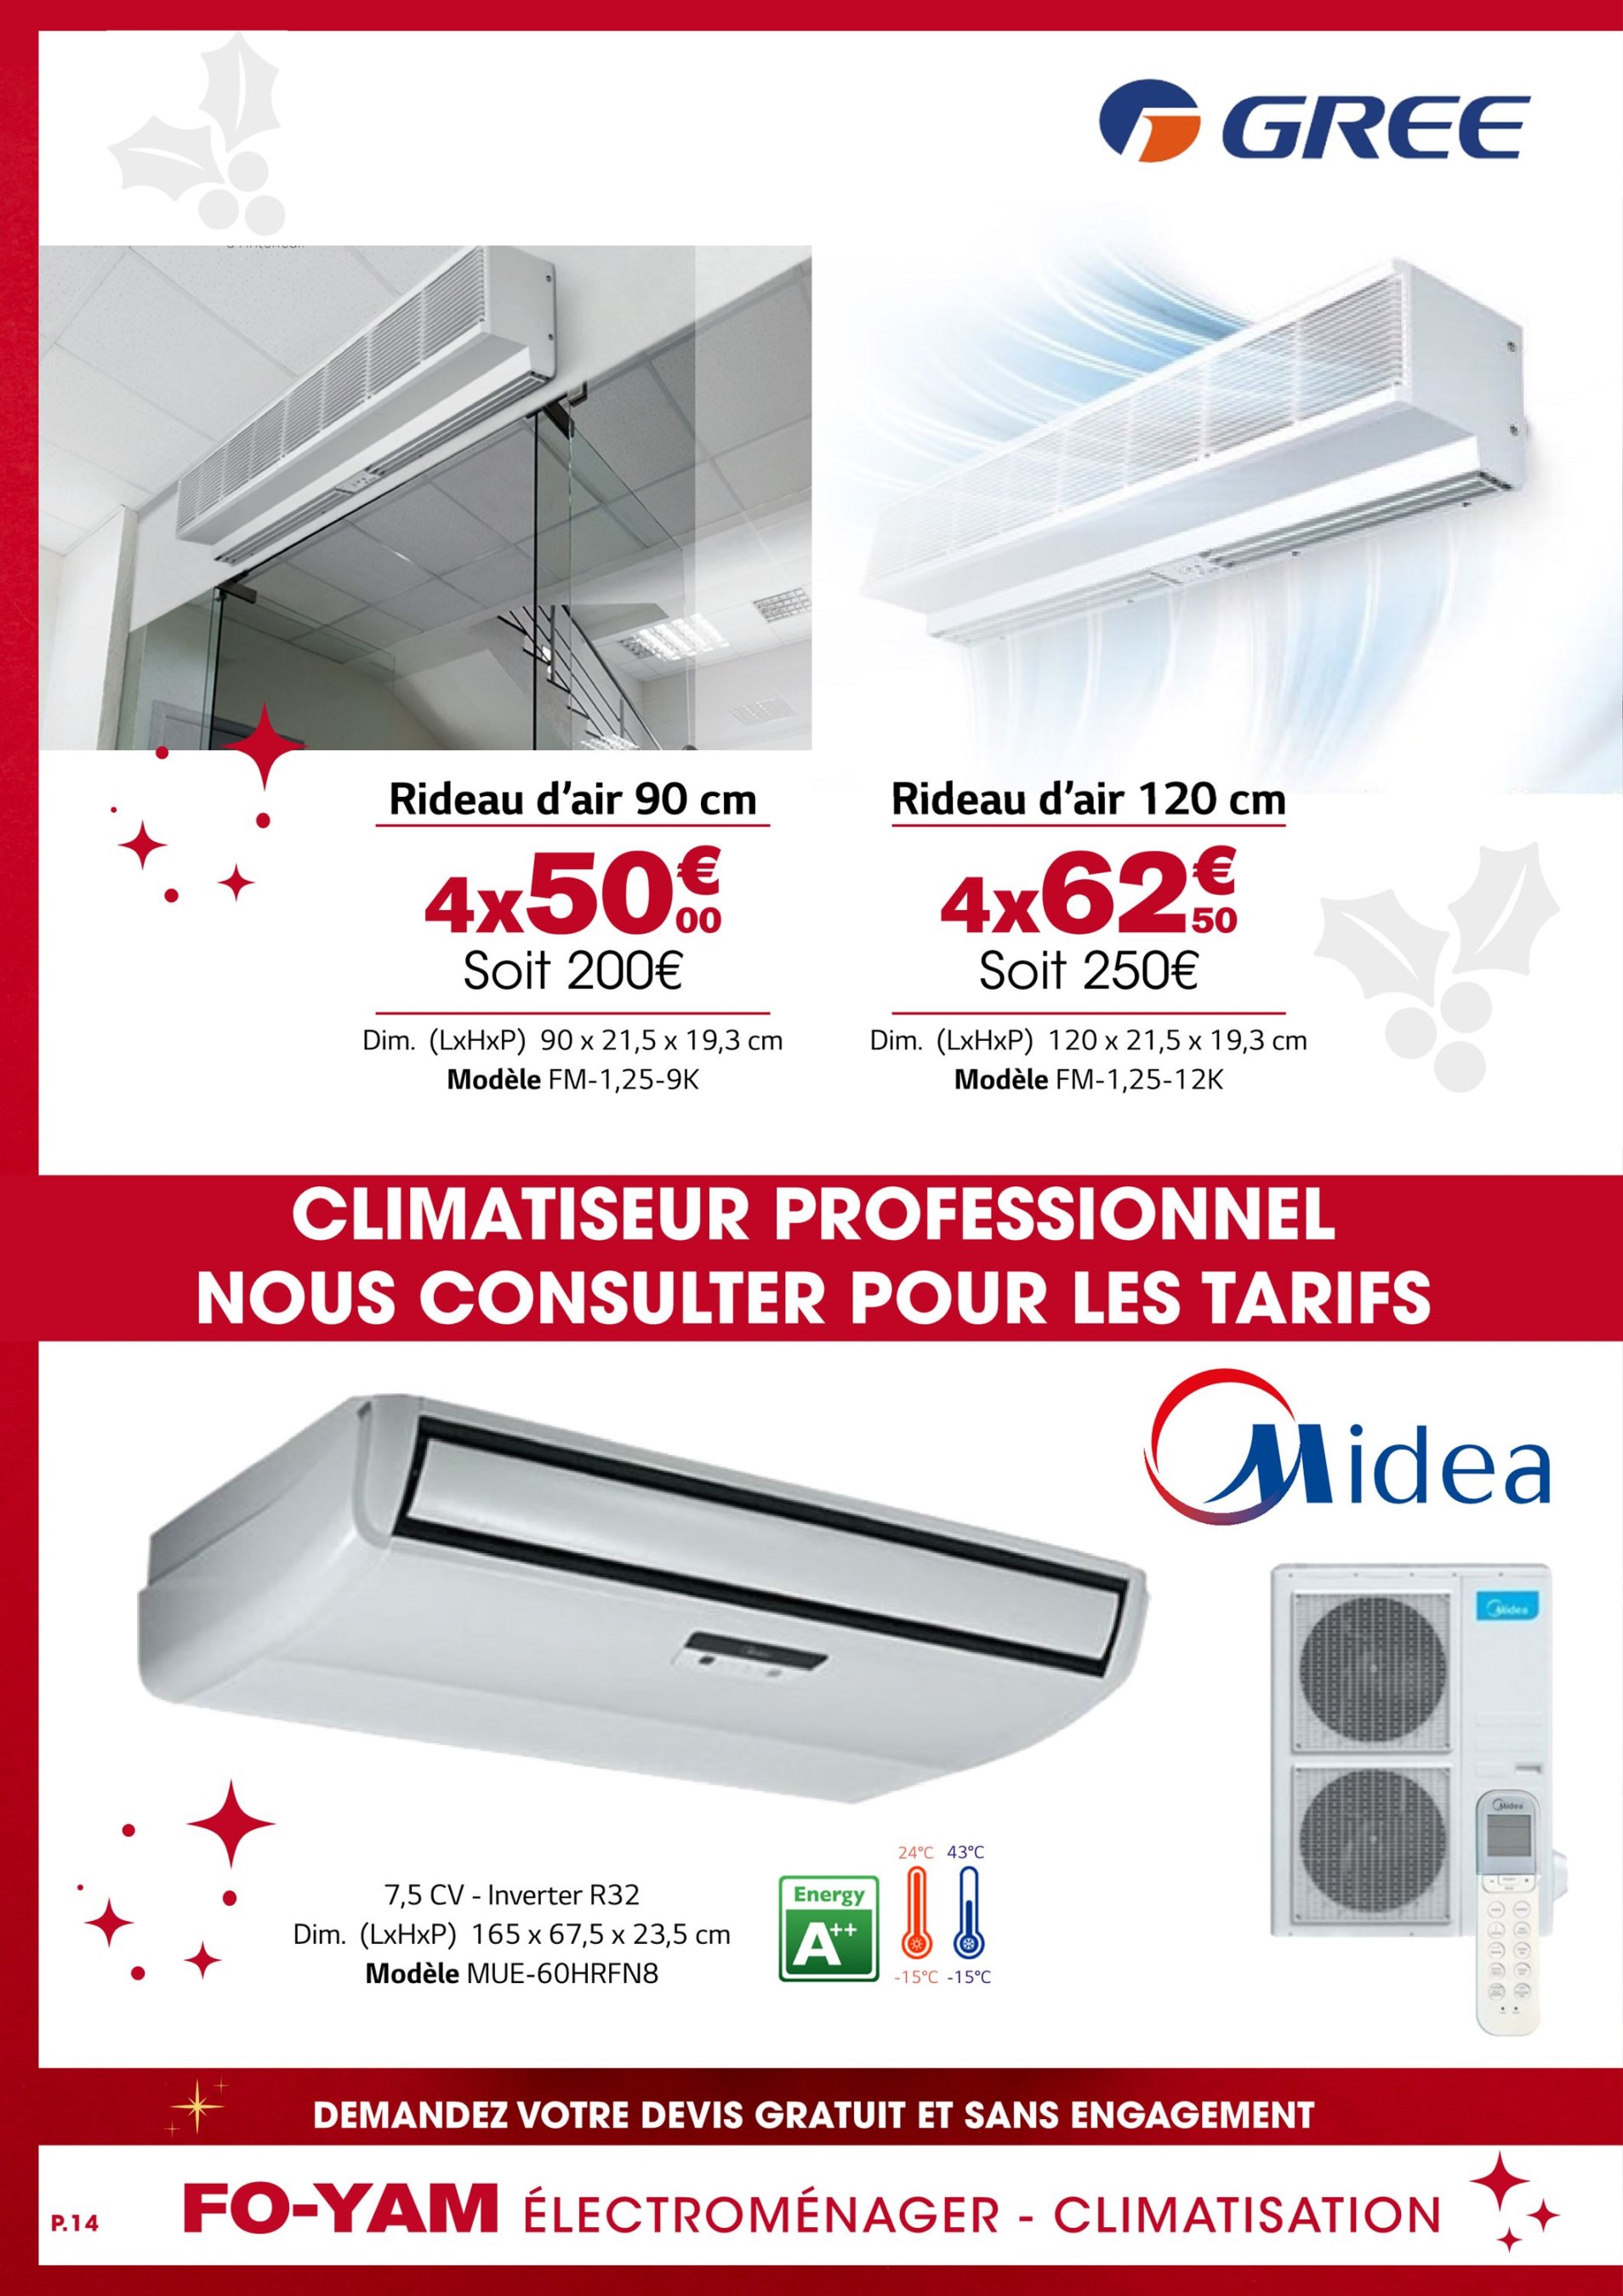 GREE
Rideau d'air 90 cm
4x50€00
Soit 200€
Dim. (LxHxP) 90 x 21,5 x 19,3 cm
Modèle FM-1,25-9K
Rideau d'air 120 cm
4x62€50
Soit 250€
Dim. (LxHxP) 120 x 21,5 x 19,3 cm
Modèle FM-1,25-12K
CLIMATISEUR PROFESSIONNEL
NOUS CONSULTER POUR LES TARIFS
Midea
Midea
Midea
7,5 CV - Inverter R32
Dim. (LxHxP) 165 x 67,5 x 23,5 cm
Modèle MUE-60HRFN8
Energy
A++
24°C 43°C
-15°C -15°C
DEMANDEZ VOTRE DEVIS GRATUIT ET SANS ENGAGEMENT
P.14
FO-YAM ÉLECTROMÉNAGER - CLIMATISATION